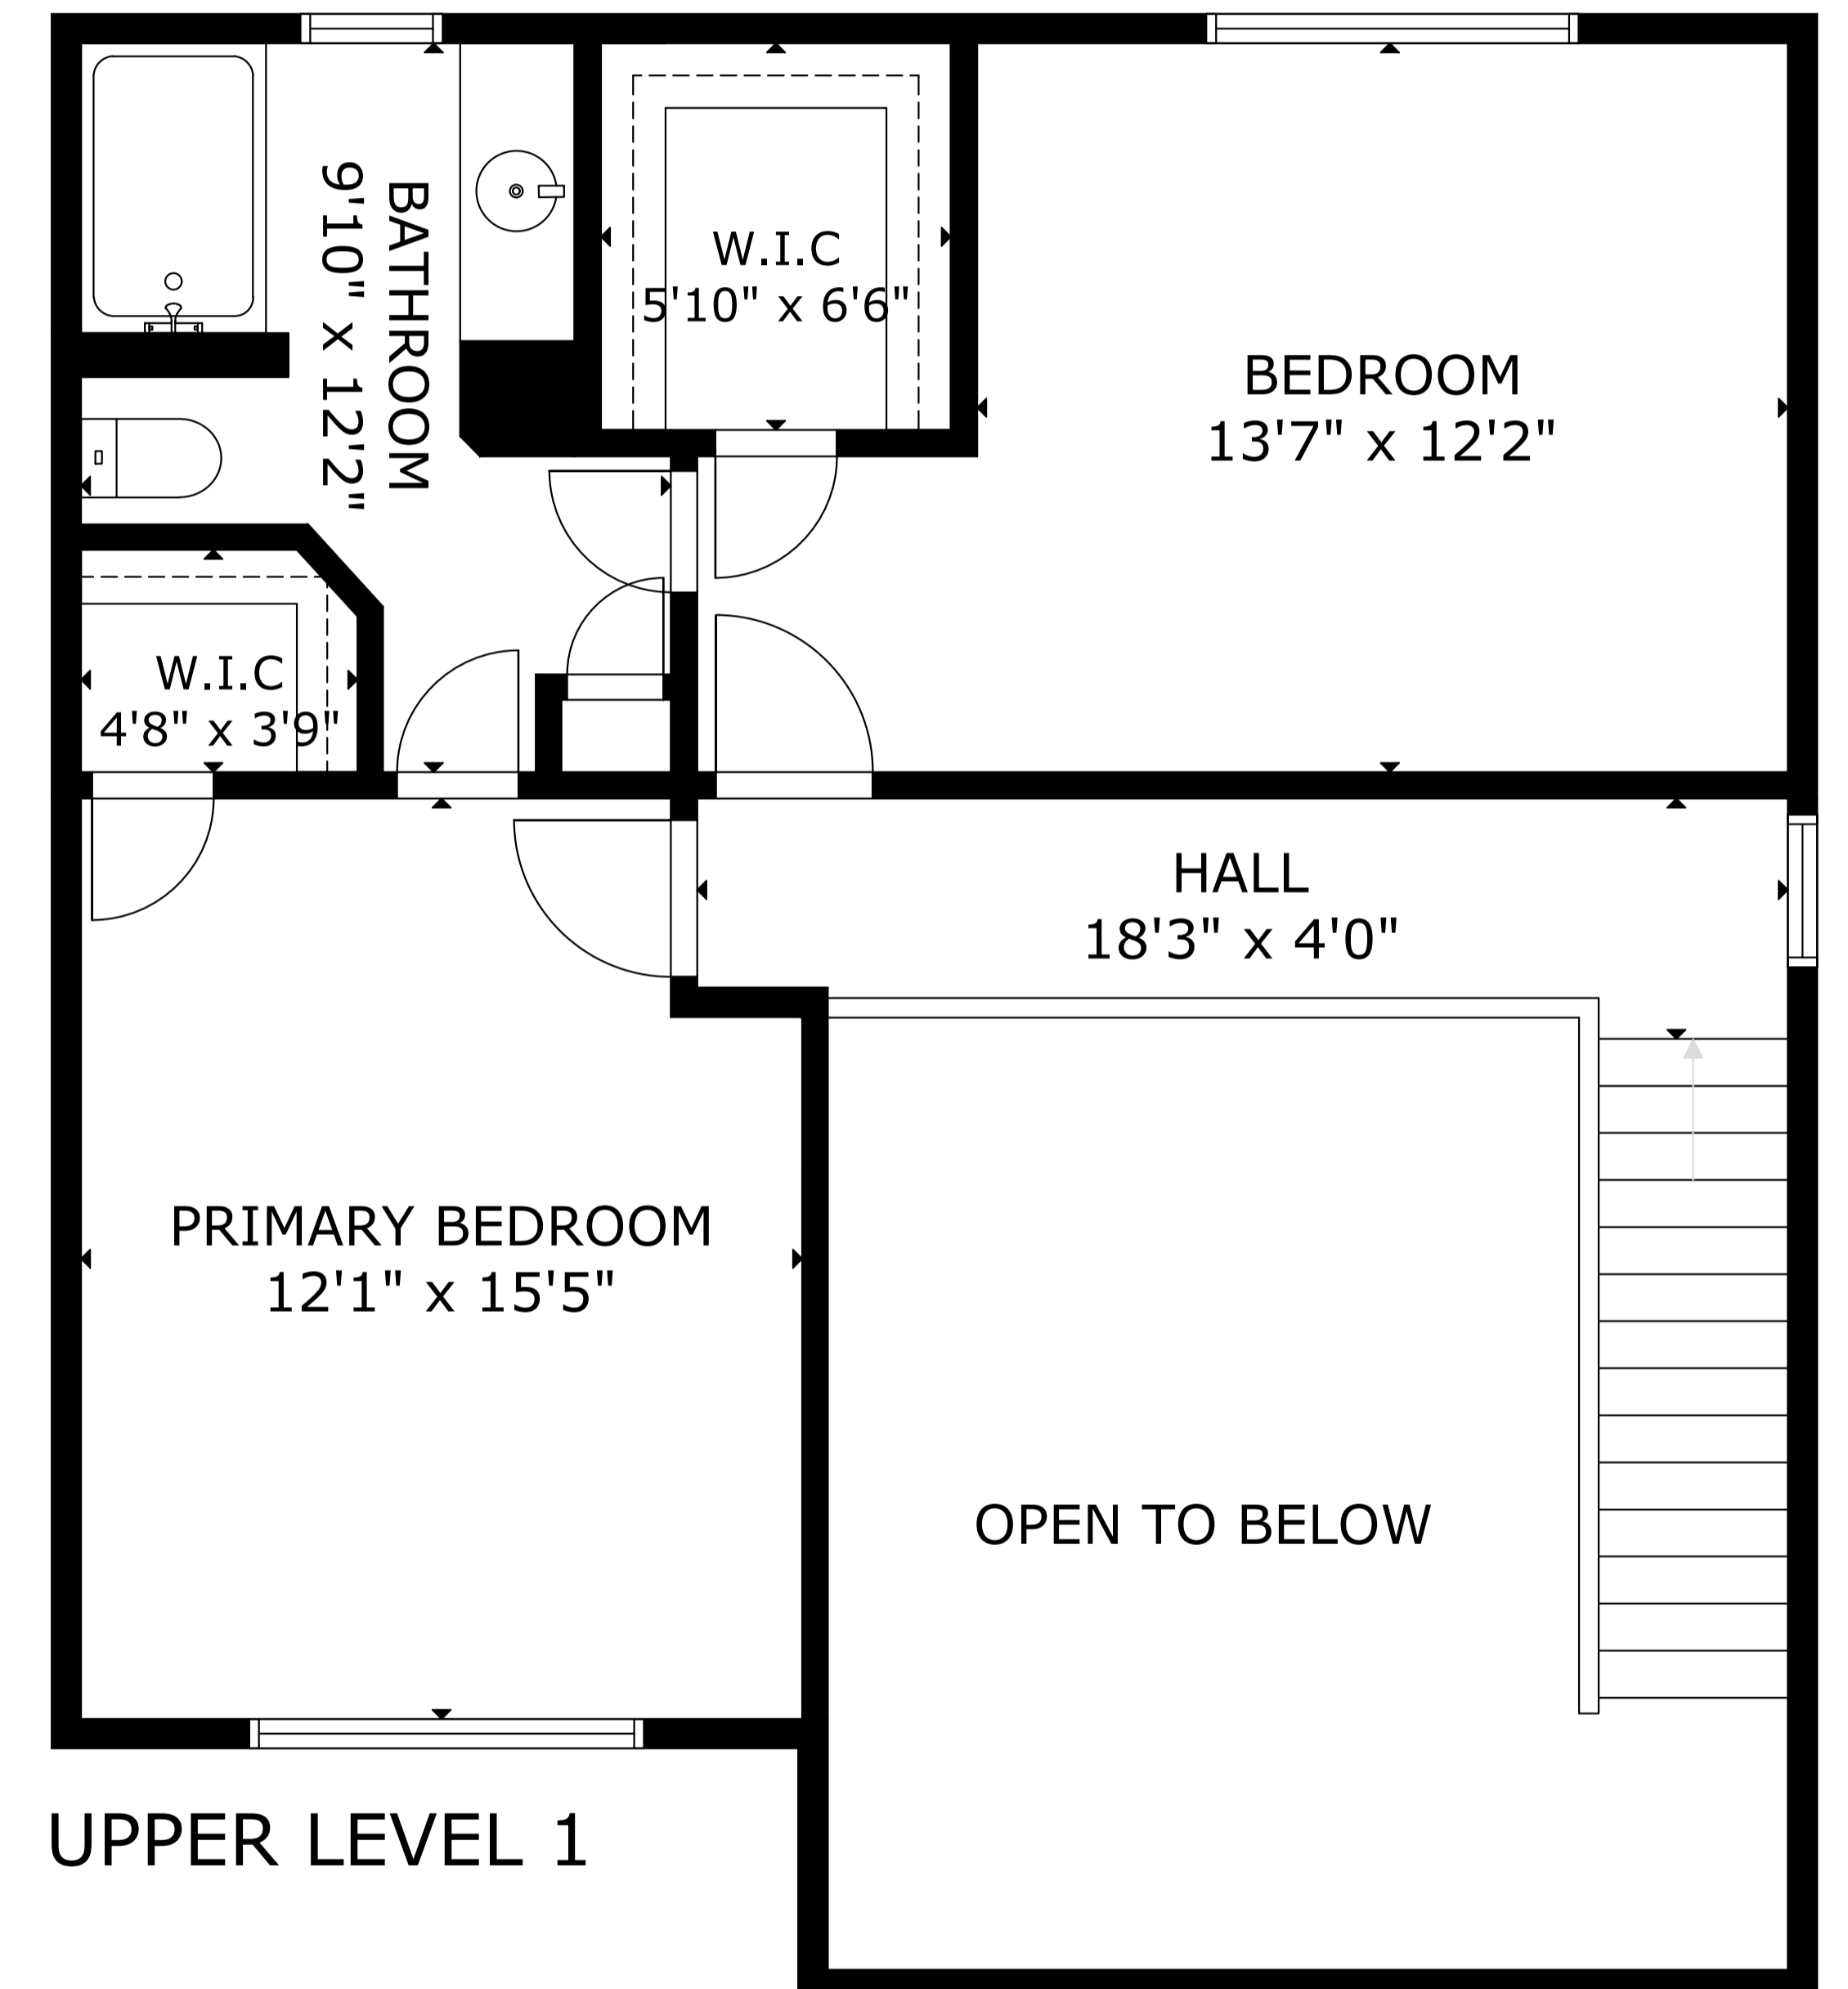 BATHROOM
9'10" x 12'2"
W.I.C
5'10" x 6'6"
BEDROOM
13'7" x 12'2"
W.I.C
4'8" x 3'9"
HALL
18'3" x 4'0"
PRIMARY BEDROOM
12'1" x 15'5"
OPEN TO BELOW
UPPER LEVEL 1